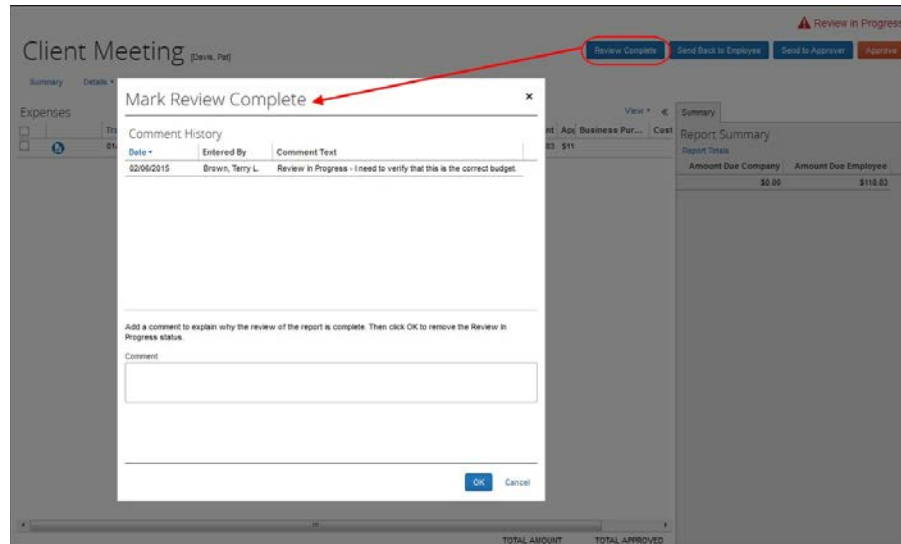 Review in Progress
Client Meeting [Davis, Pat]
Review Complete Send Back to Employee Send to Approver Approve
Summary Details
Expenses
View
Summary
Mark Review Complete
Comment History
Date Entered By Comment Text
02/06/2015 Brown, Terry L. Review in Progress - I need to verify that this is the correct budget.
Business Pur... Cost
$11
Report Summary
Report Totals
Amount Due Company Amount Due Employee
$0.00 $110.83
Add a comment to explain why the review of the report is complete. Then click OK to remove the Review In
Progress status.
Comment
OK Cancel
TOTAL AMOUNT TOTAL APPROVED